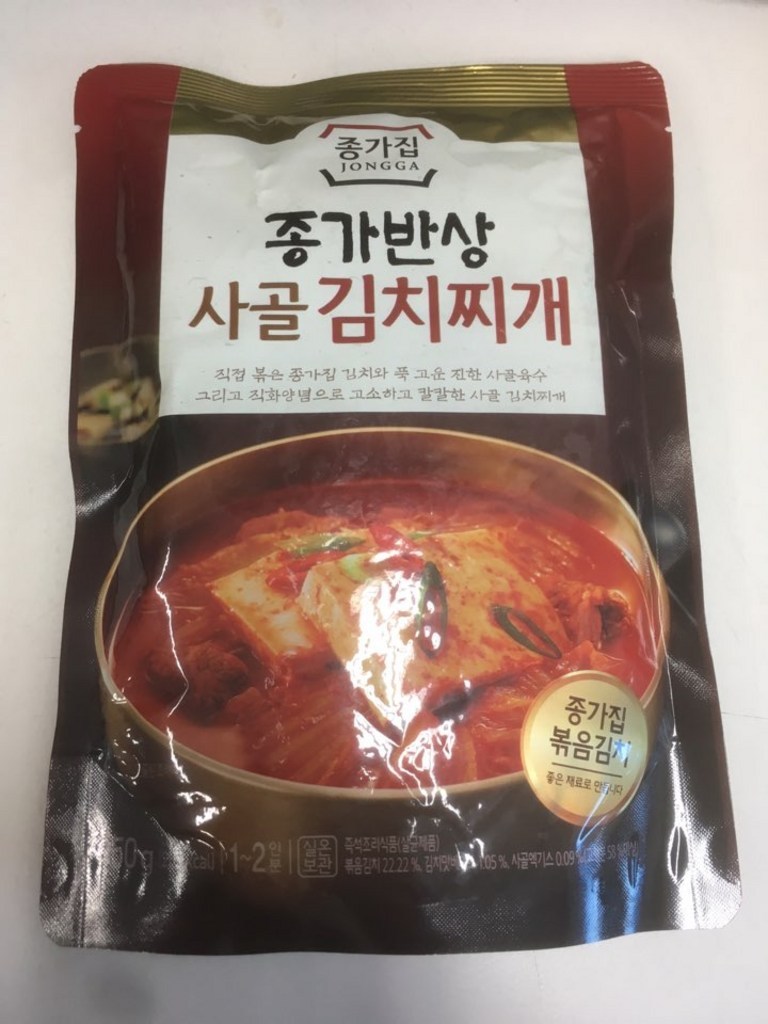 종가집
JONGGA
종가반상
사골 김치찌개
직접 볶은 종가집 김치와 푹 고운 진한 사골육수
그리고 직화양념으로 고소하고 칼칼한 사골 김치찌개
종가집
볶음김치
좋은 재료로 만듭니다
1~2인분
실온
보관
즉석조리식품(살균제품)
볶음김치 22.22 %, 사골엑기스 0.09 %